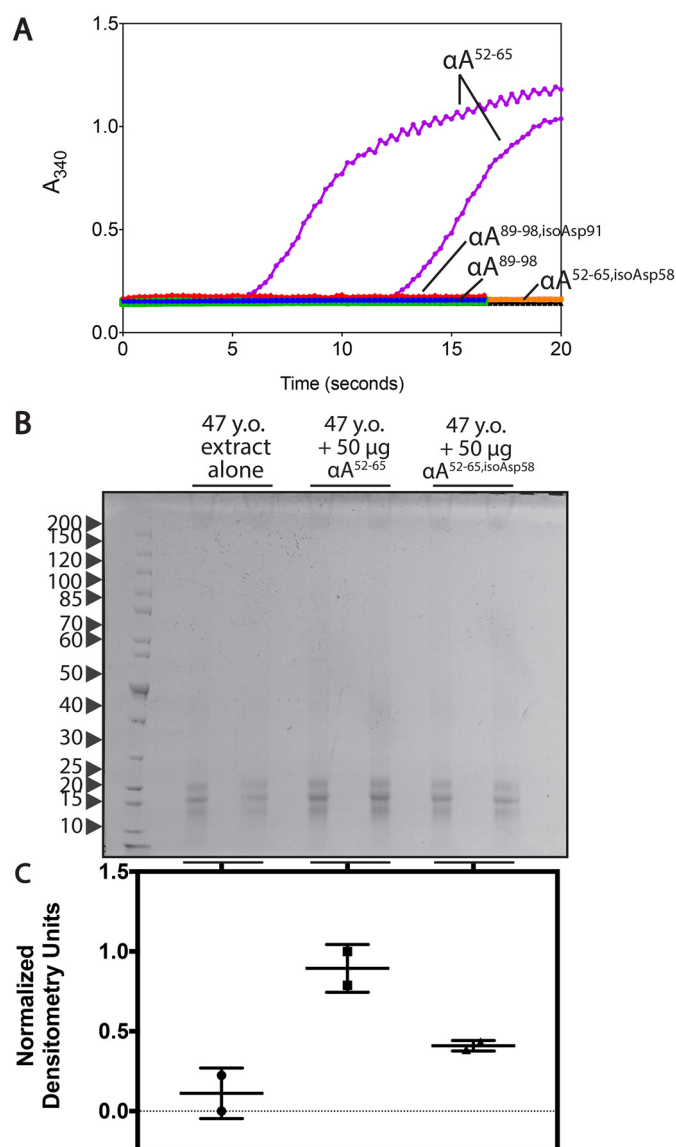 A
1.5
1.0
0.5
0.0
A340
αA52-65
αA89-98,isoAsp91
αA89-98
αA52-65,isoAsp58
0 5 10 15 20
Time (seconds)
B
47 y.o. extract alone
47 y.o. + 50 µg αA52-65
47 y.o. + 50 µg αA52-65,isoAsp58
200
150
120
100
85
70
60
50
40
30
25
20
15
10
C
1.5
1.0
0.5
0.0
Normalized
Densitometry Units